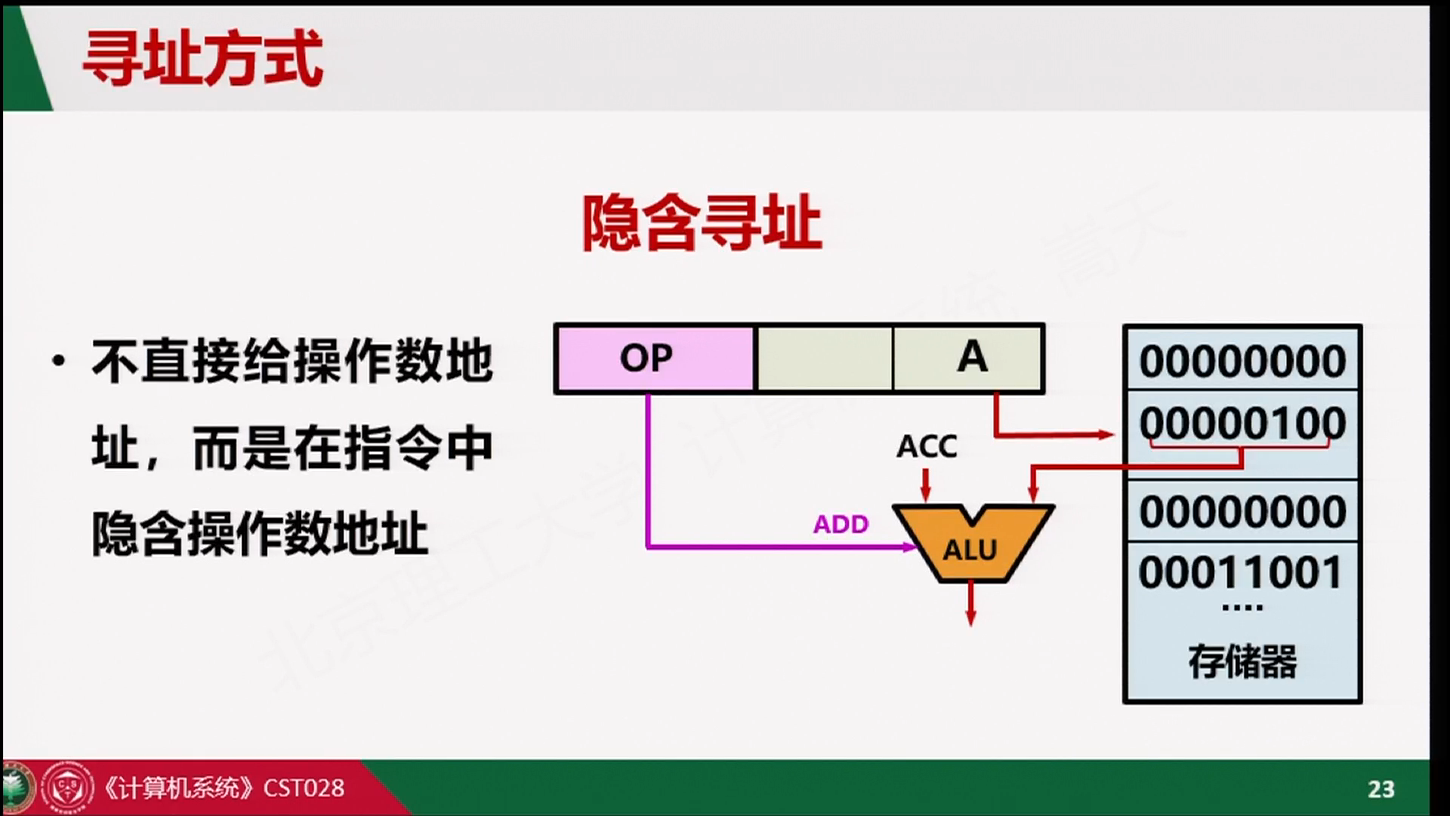 寻址方式
隐含寻址
• 不直接给操作数地
址，而是在指令中
隐含操作数地址
OP
A
ACC
ADD
ALU
00000000
00000100
00000000
00011001
....
存储器
北京理工大学 计算机系统 嵩天
《计算机系统》CST028
23